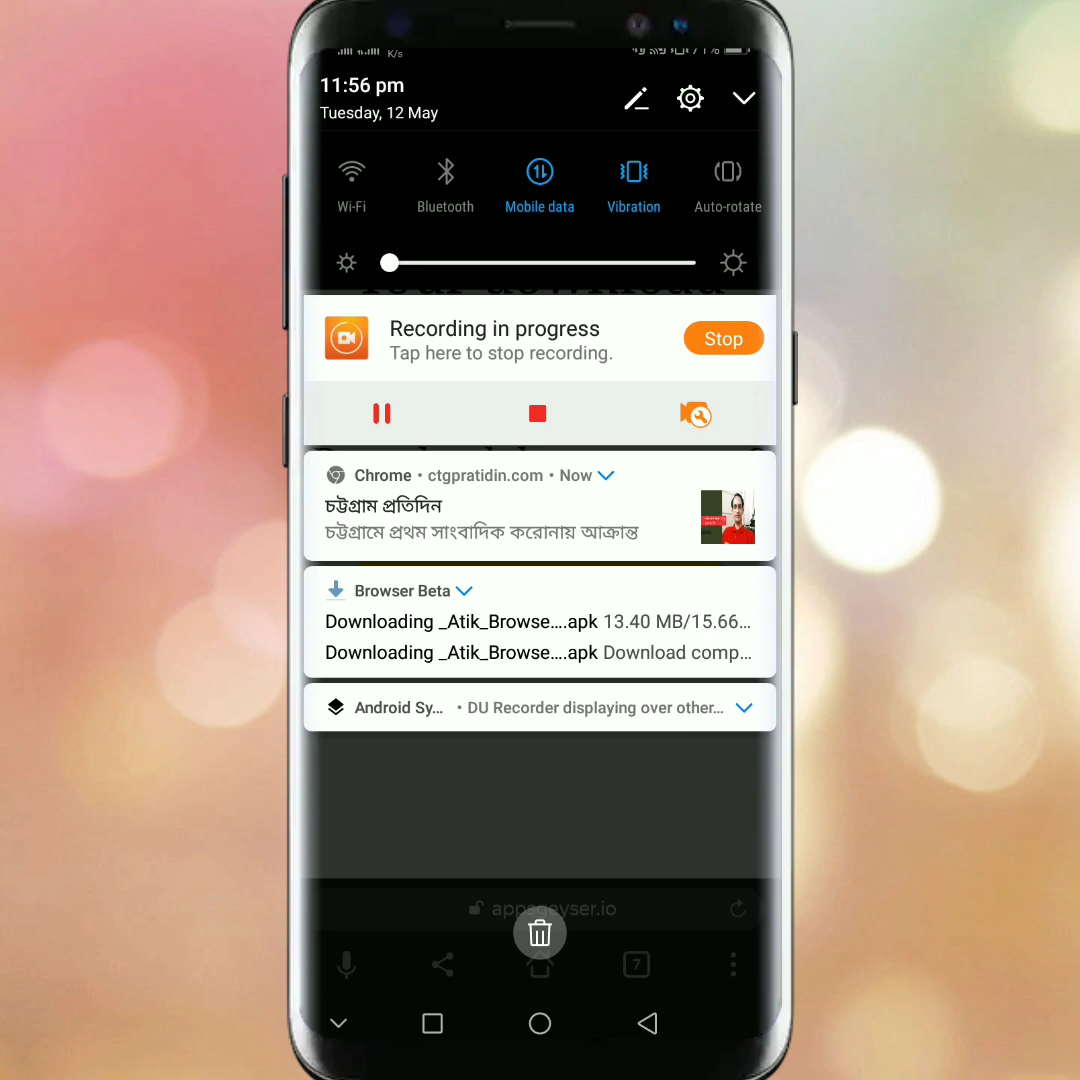 K/s
11:56 pm
Tuesday, 12 May
Wi-Fi
Bluetooth
Mobile data
Vibration
Auto-rotate
Recording in progress
Tap here to stop recording.
Stop
Chrome • ctgpratidin.com • Now
চট্টগ্রাম প্রতিদিন
চট্টগ্রামে প্রথম সাংবাদিক করোনায় আক্রান্ত
Browser Beta
Downloading _Atik_Browse....apk 13.40 MB/15.66...
Downloading _Atik_Browse....apk Download comp...
Android Sy... • DU Recorder displaying over other...
appsgeyser.io
7